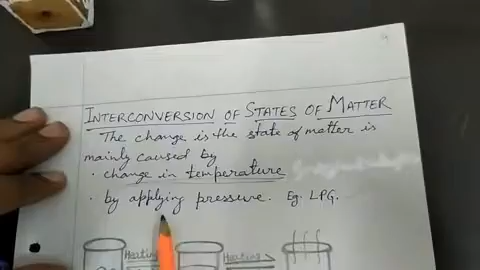 INTERCONVERSION OF STATES OF MATTER
The change is the state of matter is
mainly caused by
· change in temperature
· by applying pressure. Eg. LPG.
Heating Heating